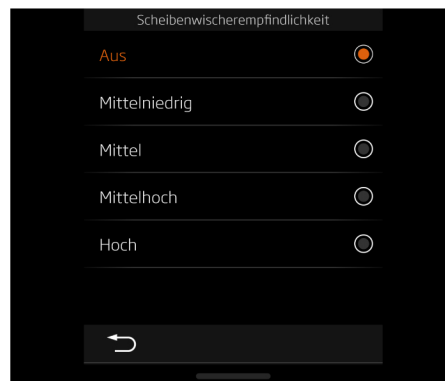 Scheibenwischerempfindlichkeit
Aus
Mittelniedrig
Mittel
Mittelhoch
Hoch